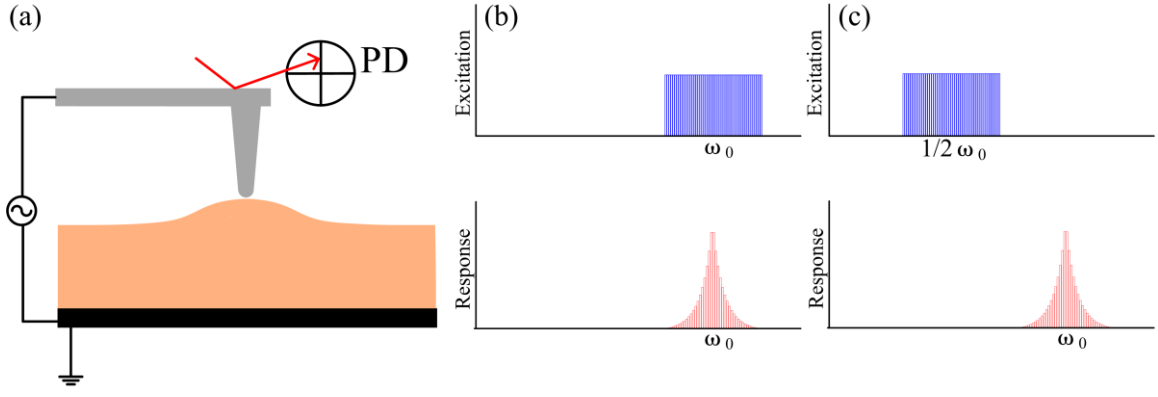 (a)
PD
(b)
Excitation
ω 0
Response
ω 0
(c)
Excitation
1/2 ω 0
Response
ω 0